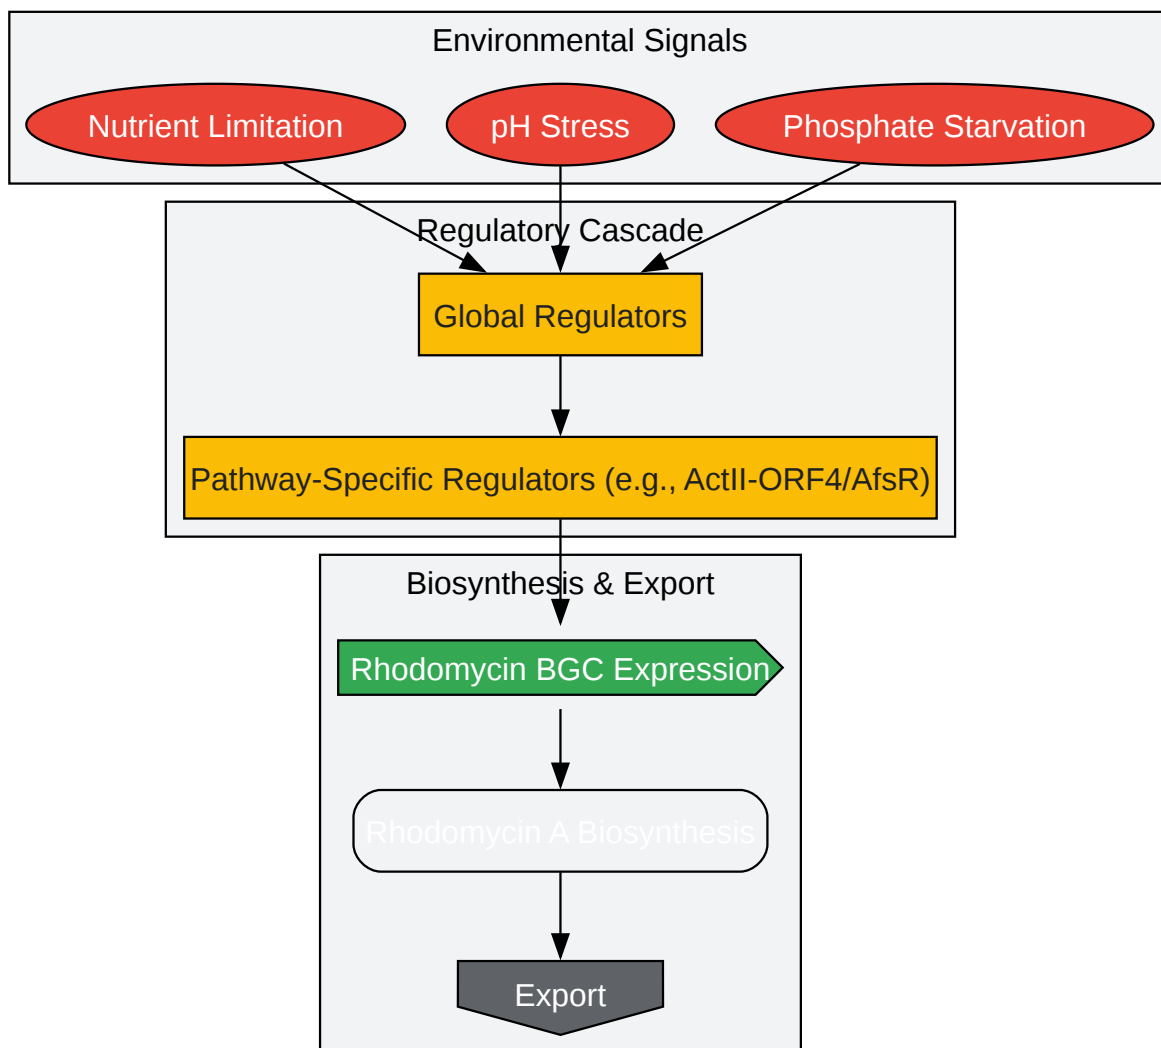 Environmental Signals
Nutrient Limitation
pH Stress
Phosphate Starvation
Regulatory Cascade
Global Regulators
Pathway-Specific Regulators (e.g., ActII-ORF4/AfsR)
Biosynthesis & Export
Rhodomycin BGC Expression
Rhodomycin A Biosynthesis
Export